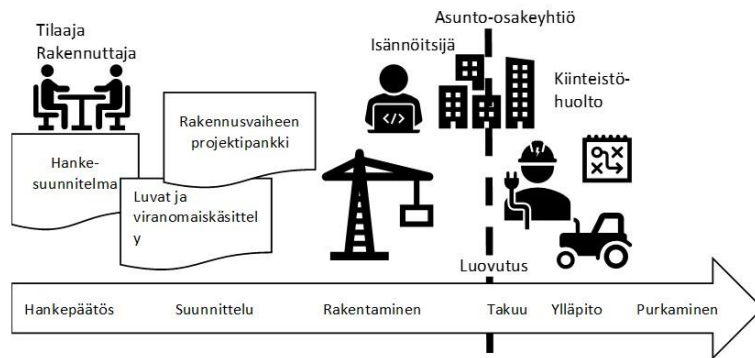 Asunto-osakeyhtiö
Tilaaja
Rakennuttaja
Isännöitsijä
Kiinteistö-
huolto
Rakennusvaiheen
projektipankki
Hanke-
suunnitelma
Luvat ja
viranomaiskäsittel
y
</>
Luovutus
Hankepäätös
Suunnittelu
Rakentaminen
Takuu
Ylläpito
Purkaminen